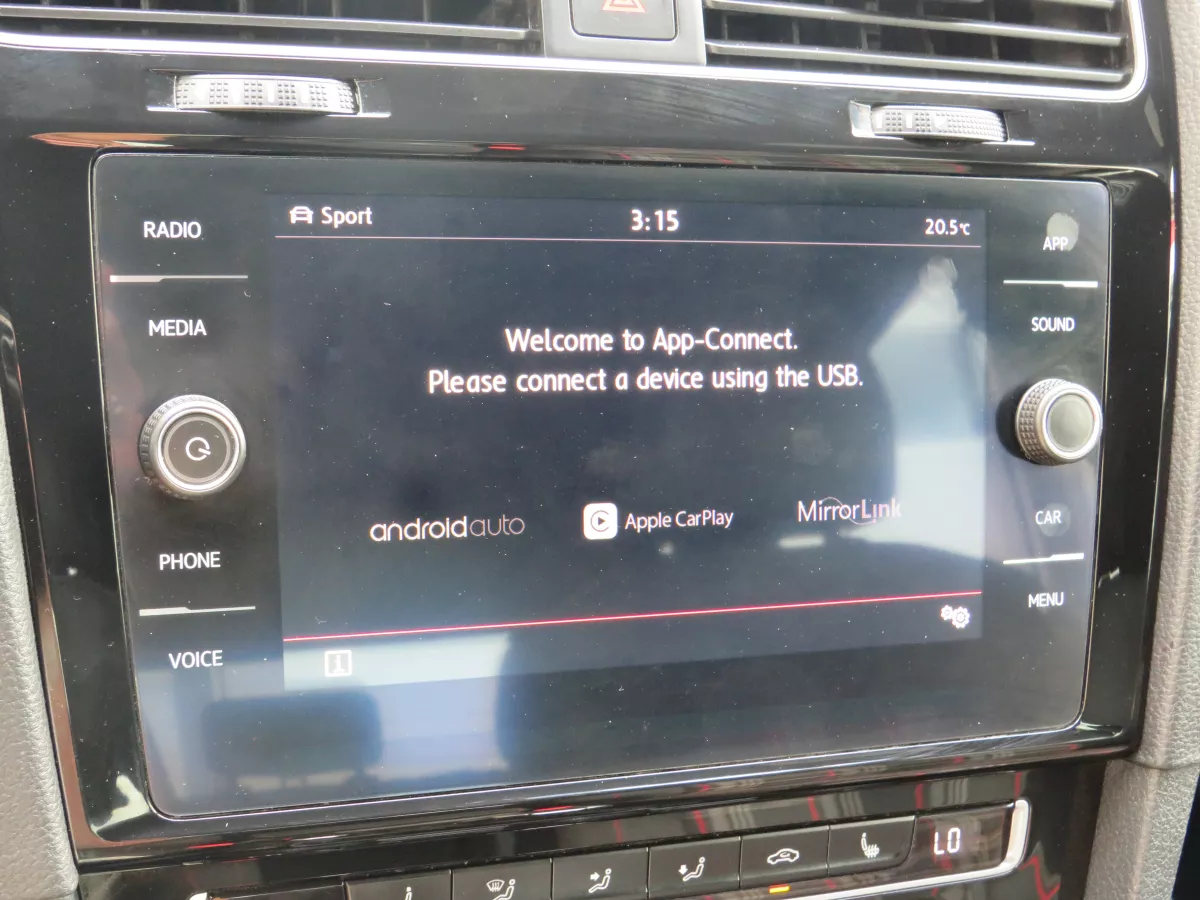 RADIO
MEDIA
PHONE
VOICE
Sport
3:15
20.5°C
Welcome to App-Connect.
Please connect a device using the USB.
androidauto
Apple CarPlay
MirrorLink
APP
SOUND
CAR
MENU
LO